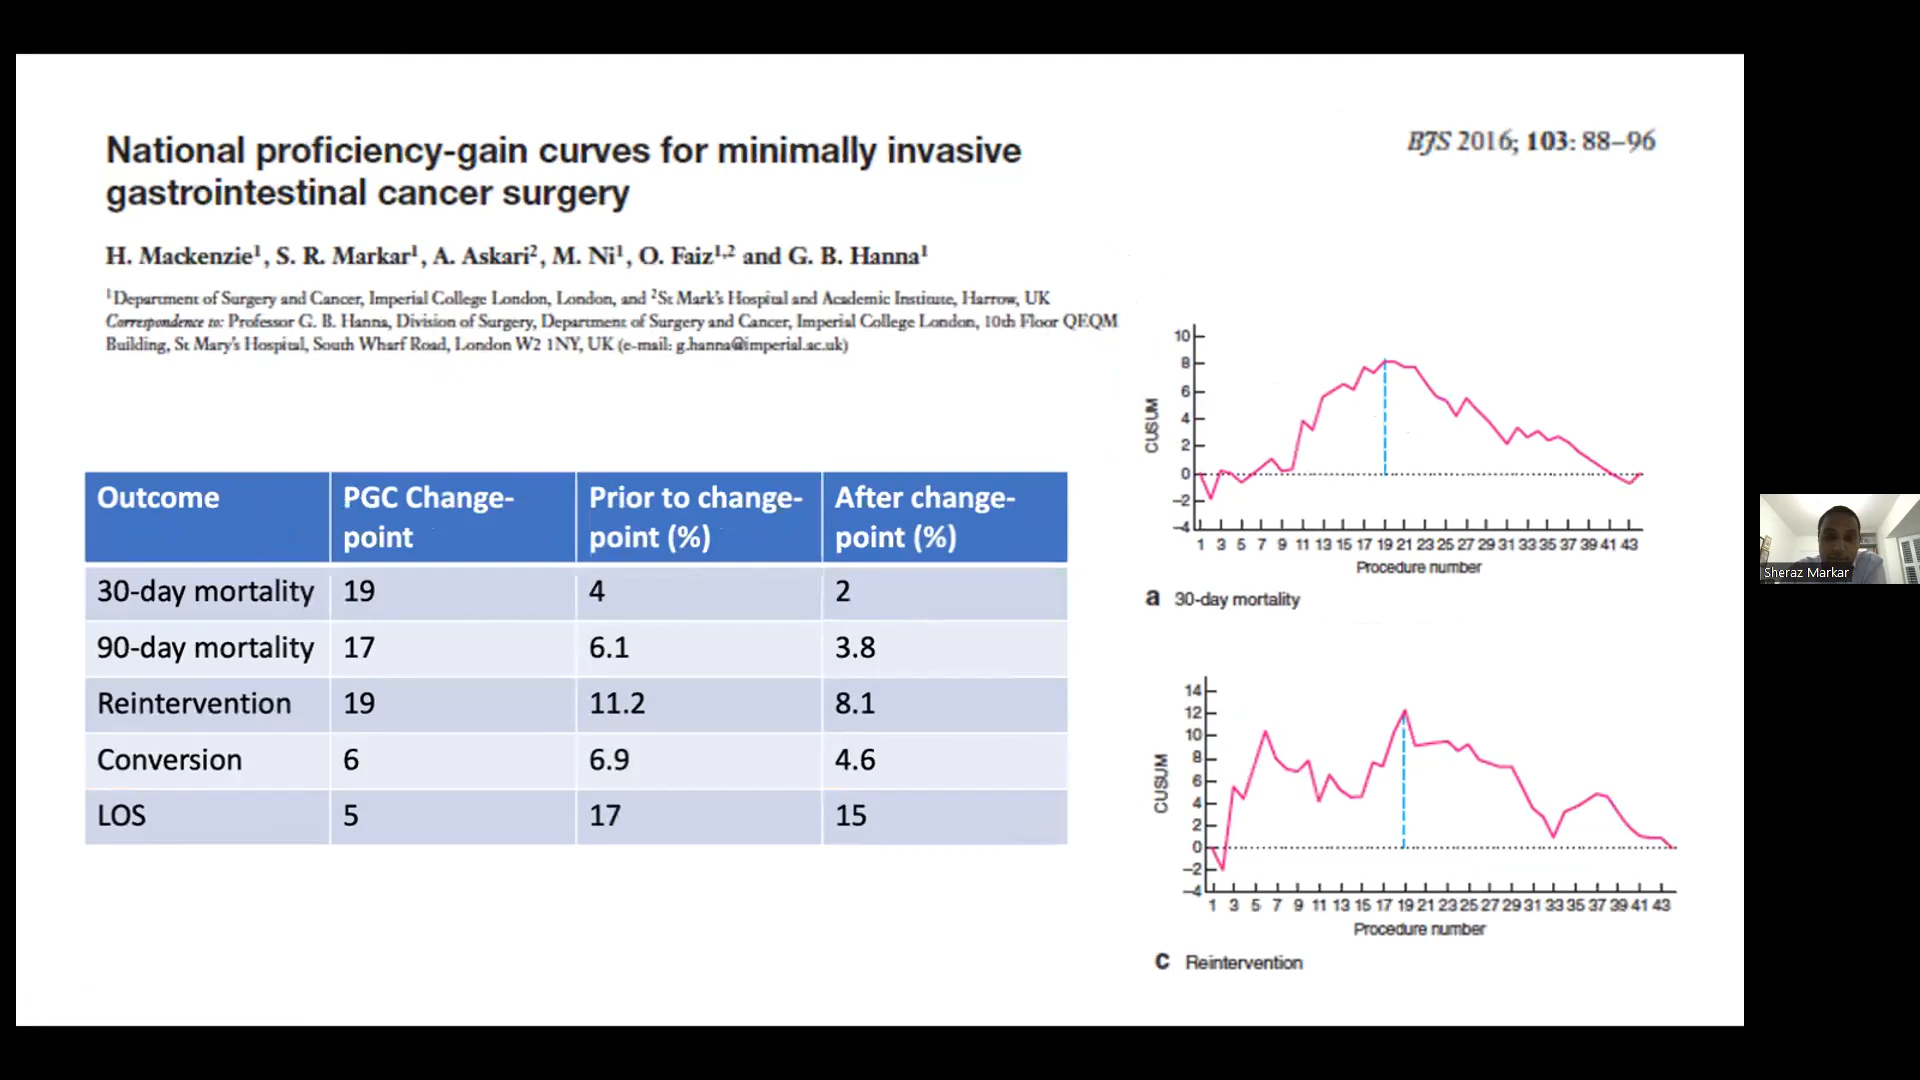 National proficiency-gain curves for minimally invasive
gastrointestinal cancer surgery
BJS 2016; 103: 88–96
H. Mackenzie¹, S. R. Markar¹, A. Askari², M. Ni¹, O. Faiz¹,² and G. B. Hanna¹
¹Department of Surgery and Cancer, Imperial College London, London, and ²St Mark's Hospital and Academic Institute, Harrow, UK
Correspondence to: Professor G. B. Hanna, Division of Surgery, Department of Surgery and Cancer, Imperial College London, 10th Floor QEQM
Building, St Mary's Hospital, South Wharf Road, London W2 1NY, UK (e-mail: g.hanna@imperial.ac.uk)
Outcome PGC Change-point Prior to change-point (%) After change-point (%)
30-day mortality 19 4 2
90-day mortality 17 6.1 3.8
Reintervention 19 11.2 8.1
Conversion 6 6.9 4.6
LOS 5 17 15
CUSUM
10
8
6
4
2
0
−2
−4
1 3 5 7 9 11 13 15 17 19 21 23 25 27 29 31 33 35 37 39 41 43
Procedure number
a 30-day mortality
CUSUM
14
12
10
8
6
4
2
0
−2
−4
1 3 5 7 9 11 13 15 17 19 21 23 25 27 29 31 33 35 37 39 41 43
Procedure number
c Reintervention
Sheraz Markar